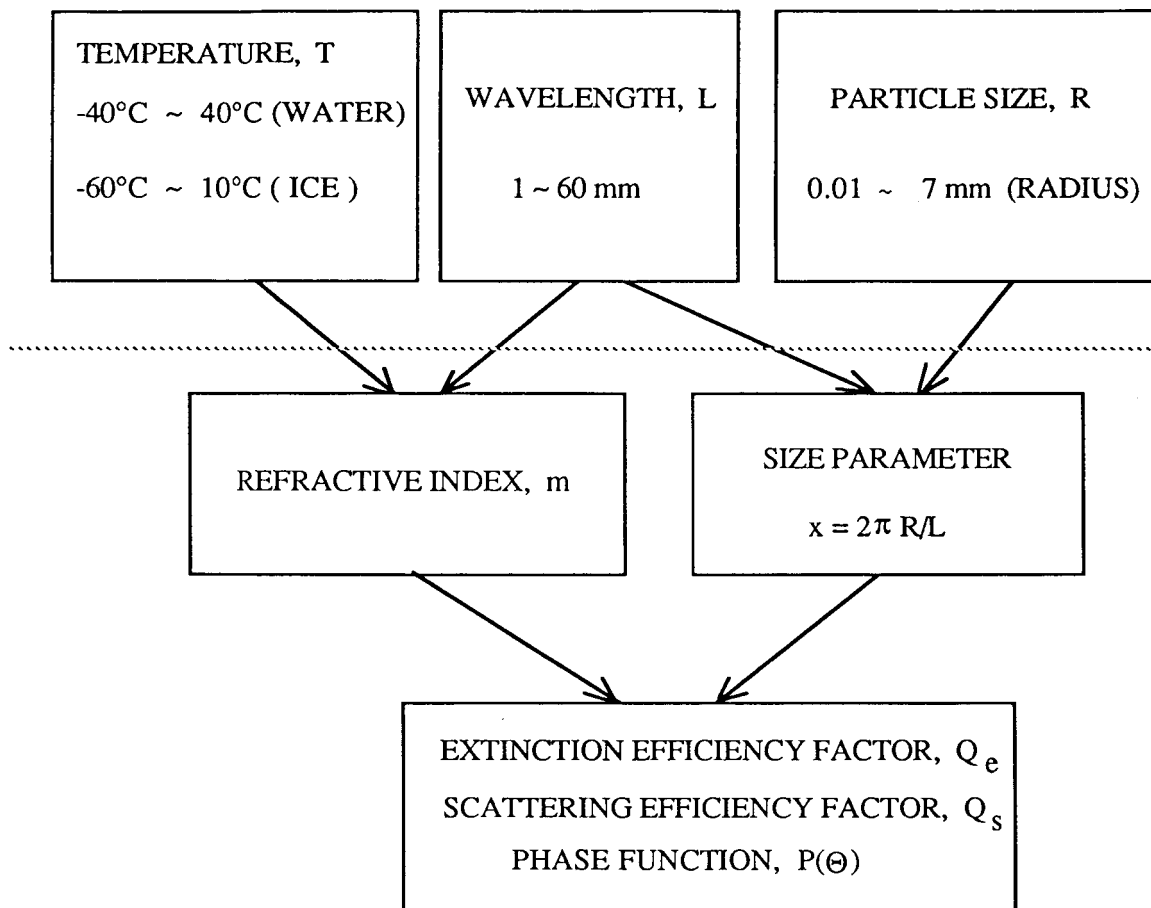 TEMPERATURE, T
-40°C ~ 40°C (WATER)
-60°C ~ 10°C ( ICE )
WAVELENGTH, L
1 ~ 60 mm
PARTICLE SIZE, R
0.01 ~ 7 mm (RADIUS)
REFRACTIVE INDEX, m
SIZE PARAMETER
x = 2π R/L
EXTINCTION EFFICIENCY FACTOR, Qe
SCATTERING EFFICIENCY FACTOR, Qs
PHASE FUNCTION, P(Θ)